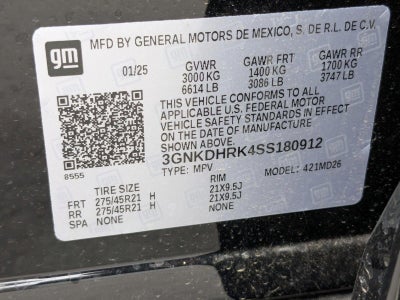 gm MFD BY GENERAL MOTORS DE MEXICO, S. DE R.L. DE C.V.
01/25 GVWR GAWR FRT GAWR RR
3000 KG 1400 KG 1700 KG
6614 LB 3086 LB 3747 LB
THIS VEHICLE CONFORMS TO ALL
APPLICABLE U.S. FEDERAL MOTOR
VEHICLE SAFETY STANDARDS
IN EFFECT ON THE DATE OF MANUFACTURE
SHOWN ABOVE.
3GNKDHRK4SS180912
8555 TYPE: MPV MODEL: 421MD26
TIRE SIZE RIM
FRT 275/45R21 H 21X9.5J
RR 275/45R21 H 21X9.5J
SPA NONE NONE